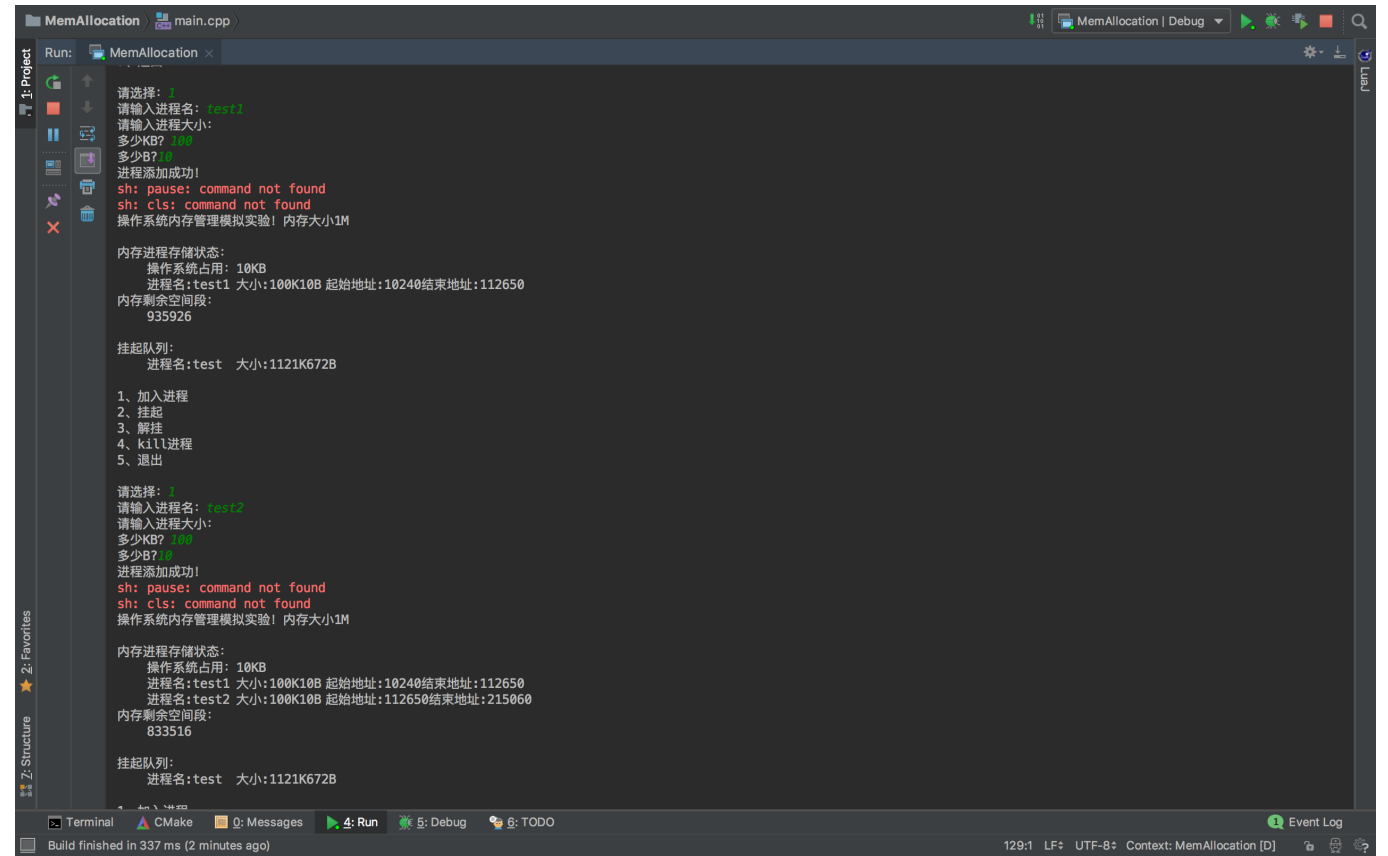 MemAllocation main.cpp MemAllocation | Debug
Run: MemAllocation
1: Project
LuaJ
请选择: 1
请输入进程名: test1
请输入进程大小:
多少KB? 100
多少B?10
进程添加成功!
sh: pause: command not found
sh: cls: command not found
操作系统内存管理模拟实验! 内存大小1M
内存进程存储状态:
操作系统占用: 10KB
进程名:test1 大小:100K10B 起始地址:10240结束地址:112650
内存剩余空间段:
935926
挂起队列:
进程名:test 大小:1121K672B
1、加入进程
2、挂起
3、解挂
4、kill进程
5、退出
请选择: 1
请输入进程名: test2
请输入进程大小:
多少KB? 100
多少B?10
进程添加成功!
sh: pause: command not found
sh: cls: command not found
操作系统内存管理模拟实验! 内存大小1M
内存进程存储状态:
操作系统占用: 10KB
进程名:test1 大小:100K10B 起始地址:10240结束地址:112650
进程名:test2 大小:100K10B 起始地址:112650结束地址:215060
内存剩余空间段:
833516
挂起队列:
进程名:test 大小:1121K672B
1、加入进程
2: Favorites
7: Structure
Terminal CMake 0: Messages 4: Run 5: Debug 6: TODO 1 Event Log
Build finished in 337 ms (2 minutes ago) 129:1 LF UTF-8 Context: MemAllocation [D]